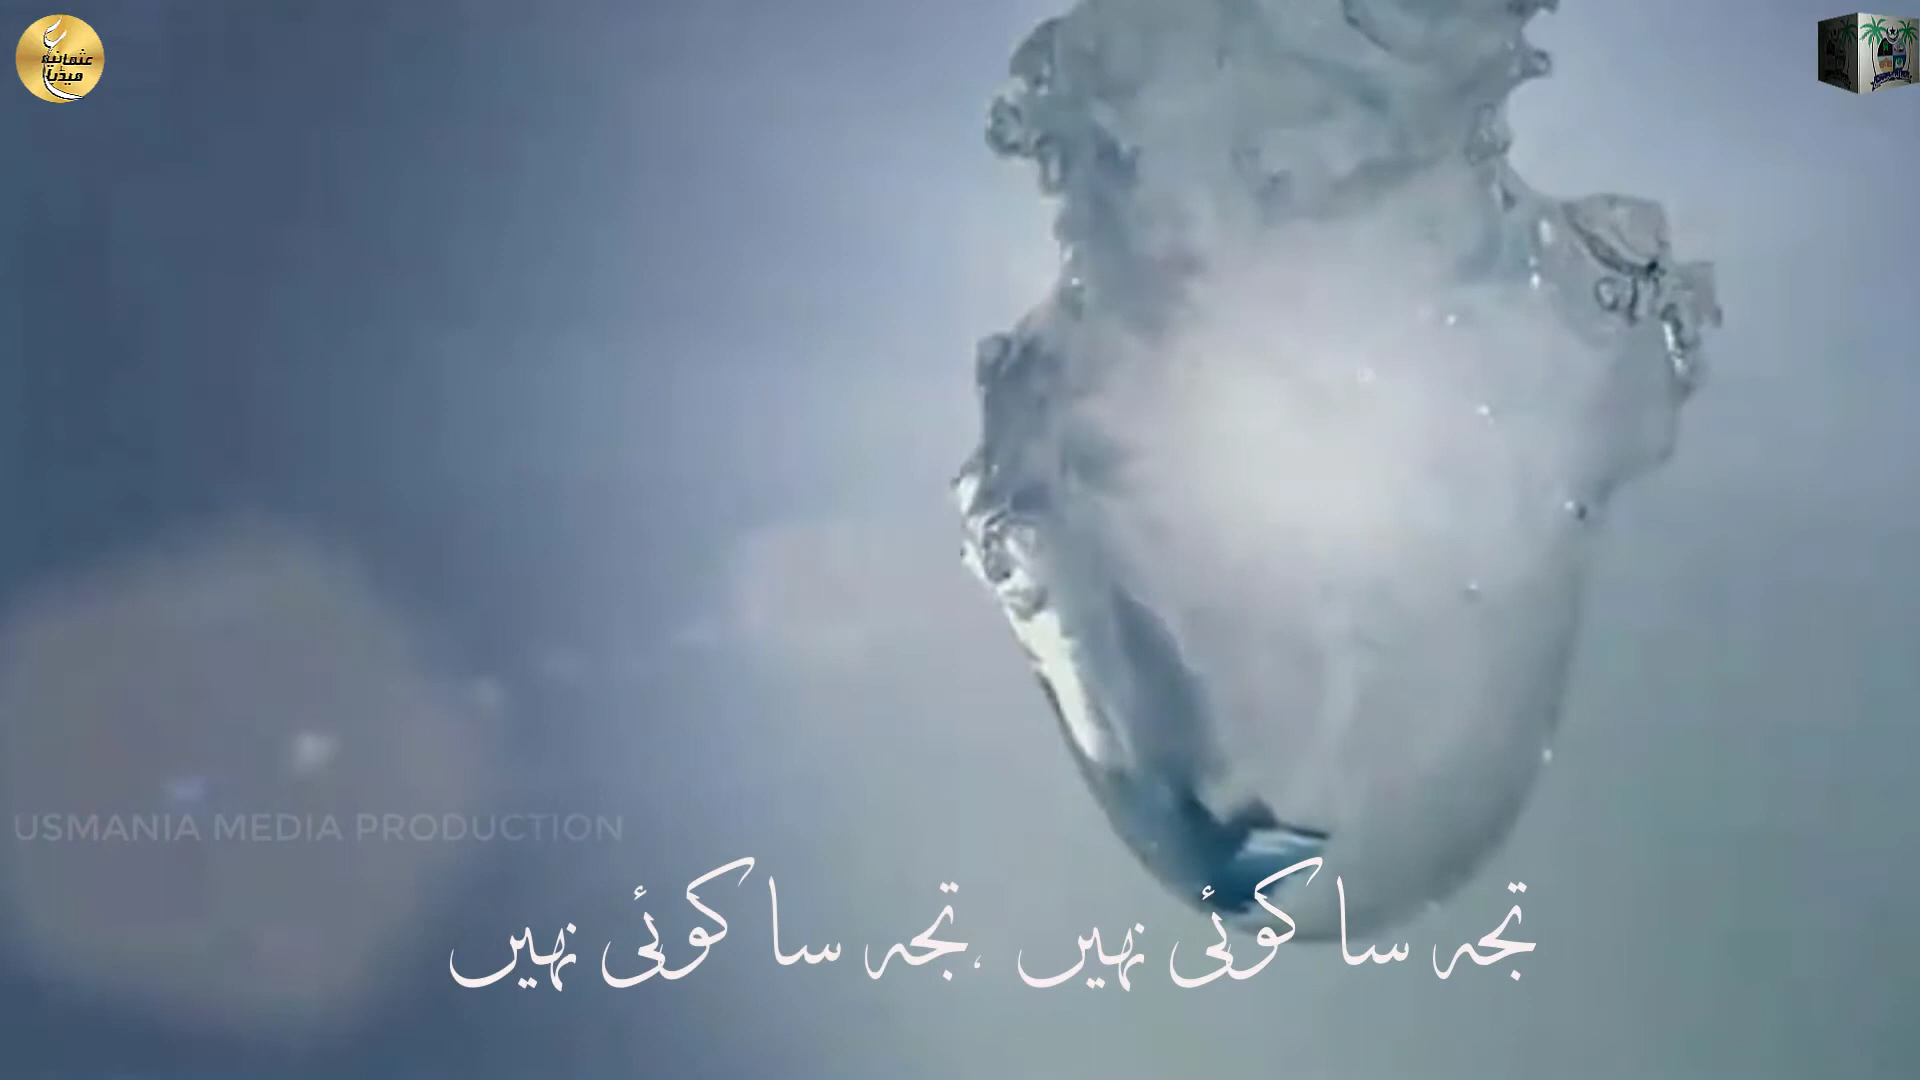 عثمانیہ
میڈیا
USMANIA MEDIA PRODUCTION
تجھ سا کوئی نہیں ،تجھ سا کوئی نہیں